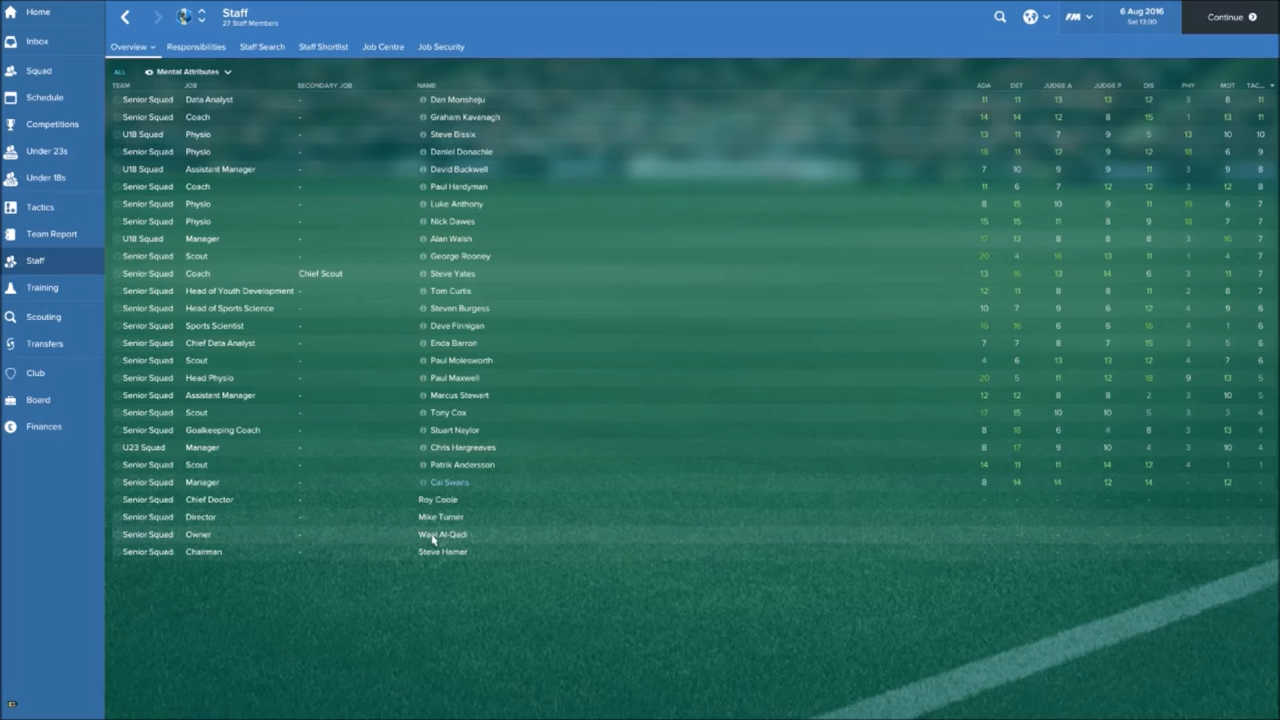 Home
Inbox
Squad
Schedule
Competitions
Under 23s
Under 18s
Tactics
Team Report
Staff
Training
Scouting
Transfers
Club
Board
Finances
Staff
27 Staff Members
FM
6 Aug 2016
Sat 13:00
Continue
Overview Responsibilities Staff Search Staff Shortlist Job Centre Job Security
ALL Mental Attributes
TEAM JOB SECONDARY JOB NAME ADA DET JUDGE A JUDGE P DIS PHY MOT TAC...
Senior Squad Data Analyst - Dan Monsheju 11 11 13 13 12 3 8 11
Senior Squad Coach - Graham Kavanagh 14 14 12 8 15 1 13 11
U18 Squad Physio - Steve Bissix 13 11 7 9 5 13 10 10
Senior Squad Physio - Daniel Donachie 18 11 12 9 12 18 6 9
U18 Squad Assistant Manager - David Buckwell 7 10 9 9 11 3 9 8
Senior Squad Coach - Paul Hardyman 11 6 7 12 12 3 12 8
Senior Squad Physio - Luke Anthony 8 15 10 9 11 19 6 7
Senior Squad Physio - Nick Dawes 15 15 11 8 9 18 7 7
U18 Squad Manager - Alan Walsh 17 13 8 8 8 3 16 7
Senior Squad Scout - George Rooney 20 4 16 13 11 1 4 7
Senior Squad Coach Chief Scout Steve Yates 13 16 13 14 6 3 11 7
Senior Squad Head of Youth Development - Tom Curtis 12 11 8 8 11 2 8 7
Senior Squad Head of Sports Science - Steven Burgess 10 7 9 6 12 4 9 6
Senior Squad Sports Scientist - Dave Finnigan 16 16 6 6 16 4 1 6
Senior Squad Chief Data Analyst - Enda Barron 7 7 8 7 15 3 5 6
Senior Squad Scout - Paul Molesworth 4 6 13 13 12 4 7 6
Senior Squad Head Physio - Paul Maxwell 20 5 11 12 18 9 13 5
Senior Squad Assistant Manager - Marcus Stewart 12 12 8 8 2 3 10 5
Senior Squad Scout - Tony Cox 17 15 10 10 5 3 3 4
Senior Squad Goalkeeping Coach - Stuart Naylor 8 18 6 4 8 3 13 4
U23 Squad Manager - Chris Hargreaves 6 17 9 10 4 3 10 4
Senior Squad Scout - Patrik Andersson 14 11 11 14 12 4 1 1
Senior Squad Manager - Cai Swans 8 14 14 12 14 - 12 -
Senior Squad Chief Doctor - Roy Coole
Senior Squad Director - Mike Turner
Senior Squad Owner - Wael Al-Qadi
Senior Squad Chairman - Steve Hamer